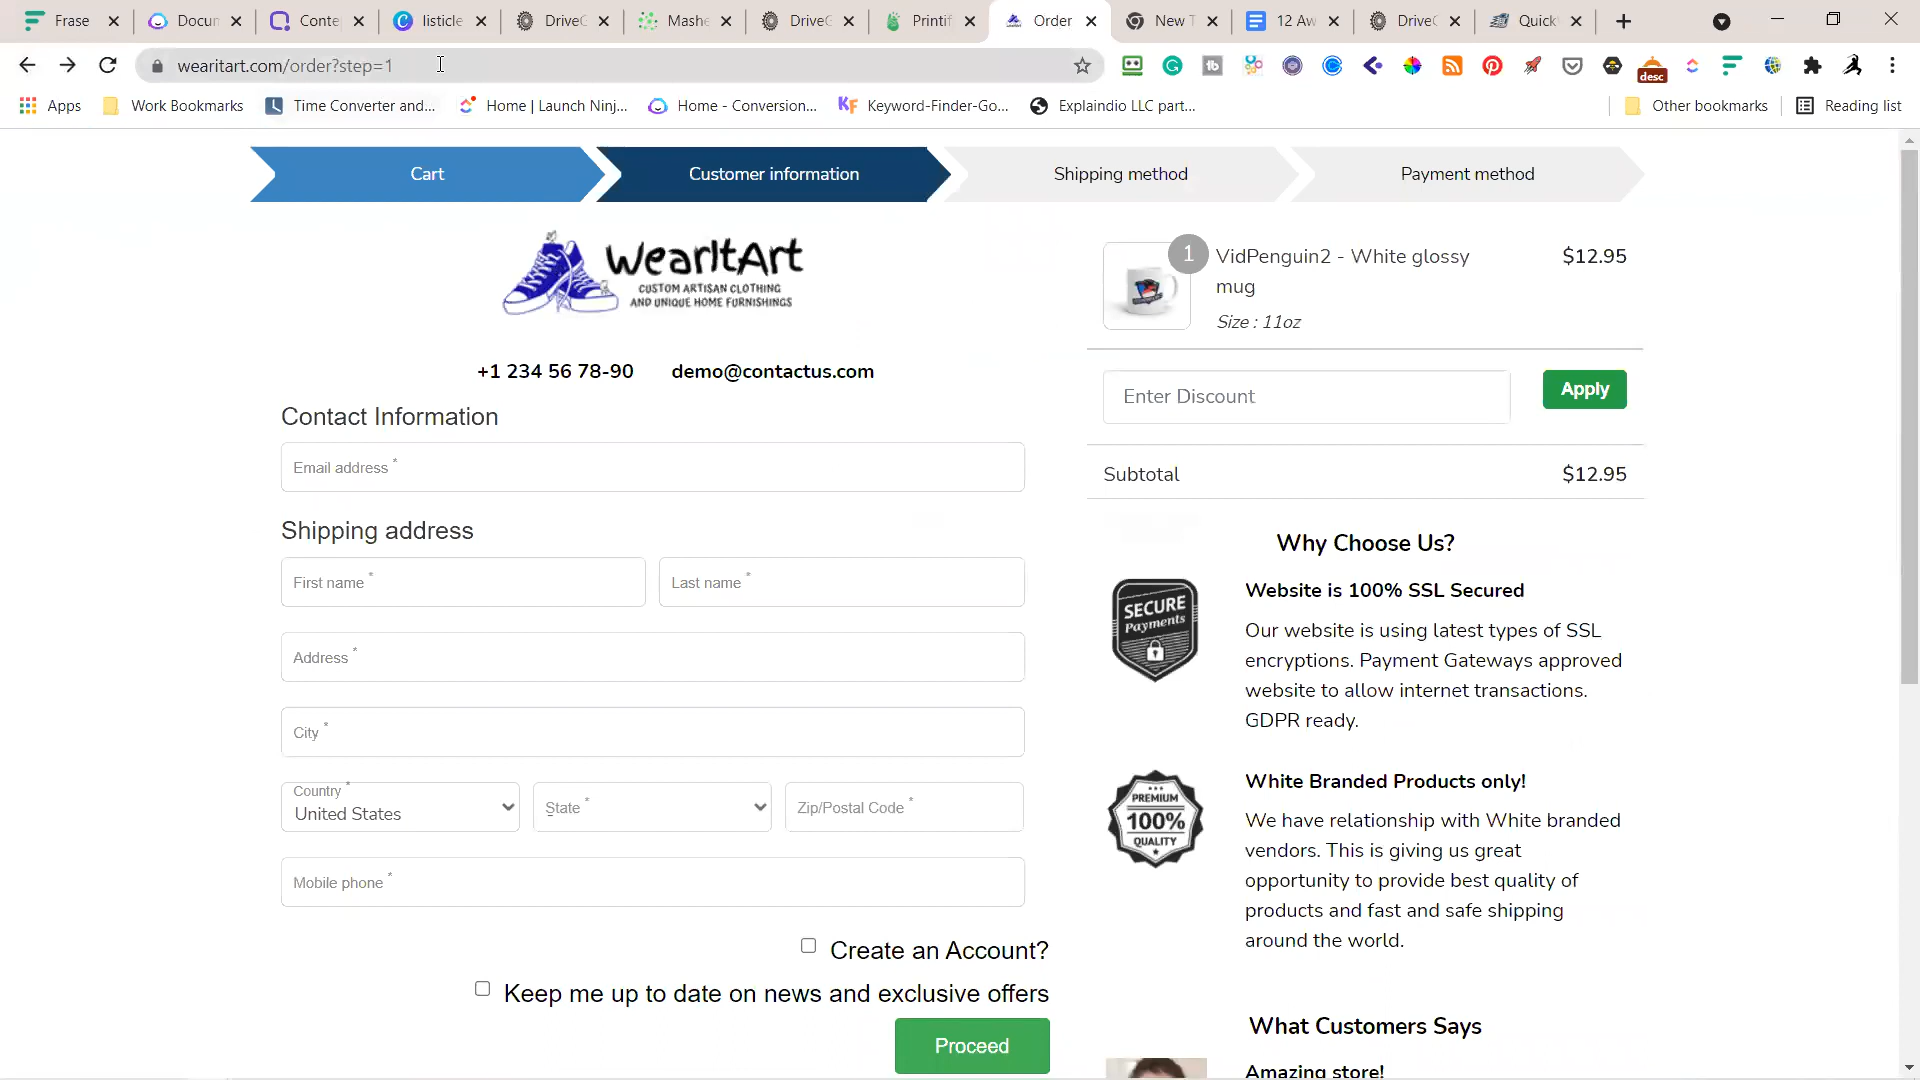 Frase
Docum
Conte
listicle
DriveG
Mashe
DriveG
Printif
Order
New T
12 Aw
DriveG
Quick
wearitart.com/order?step=1
desc
Apps
Work Bookmarks
Time Converter and...
Home | Launch Ninj...
Home - Conversion...
KF Keyword-Finder-Go...
Explaindio LLC part...
Other bookmarks
Reading list
Cart
Customer information
Shipping method
Payment method
WearItArt
CUSTOM ARTISAN CLOTHING
AND UNIQUE HOME FURNISHINGS
+1 234 56 78-90 demo@contactus.com
Contact Information
Email address *
Shipping address
First name *
Last name *
Address *
City *
Country *
United States
State *
Zip/Postal Code *
Mobile phone *
Create an Account?
Keep me up to date on news and exclusive offers
Proceed
1
VidPenguin2 - White glossy
mug
$12.95
Size : 11oz
Enter Discount
Apply
Subtotal
$12.95
Why Choose Us?
SECURE
Payments
Website is 100% SSL Secured
Our website is using latest types of SSL
encryptions. Payment Gateways approved
website to allow internet transactions.
GDPR ready.
PREMIUM
100%
QUALITY
White Branded Products only!
We have relationship with White branded
vendors. This is giving us great
opportunity to provide best quality of
products and fast and safe shipping
around the world.
What Customers Says
Amazing store!